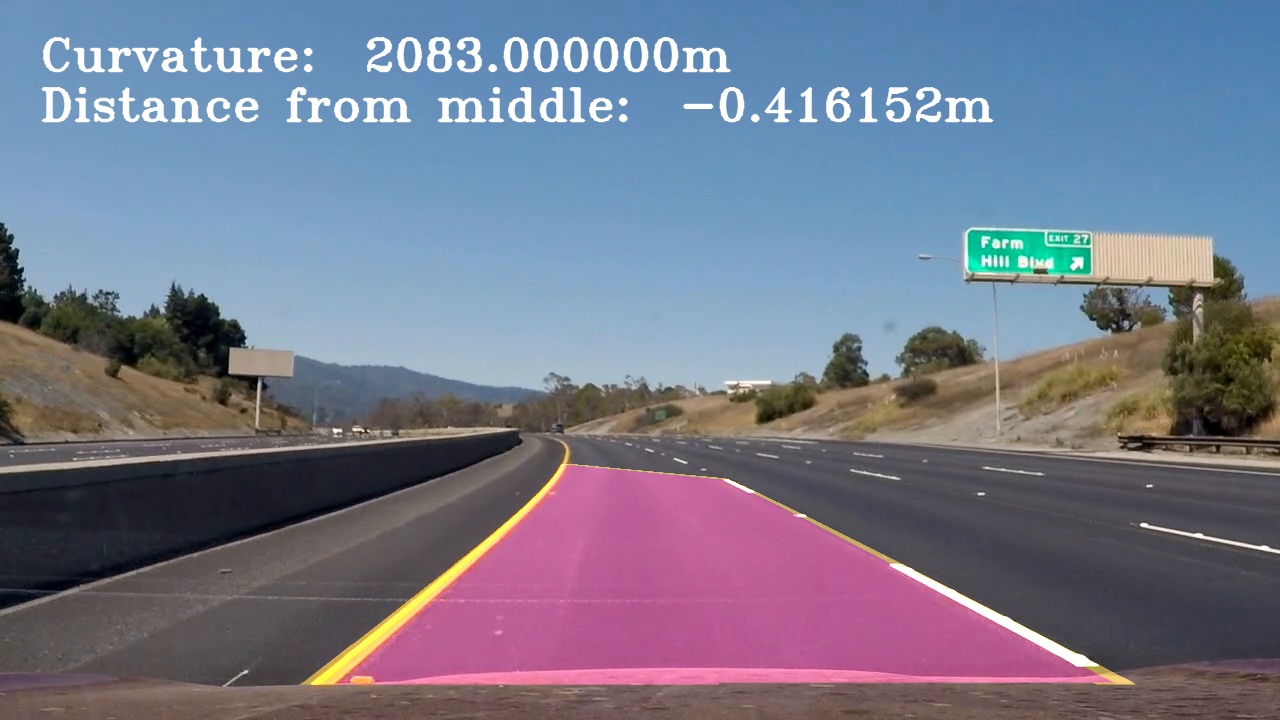 Curvature: 2083.000000m
Distance from middle: -0.416152m
EXIT 27
Farm
Hill Blvd